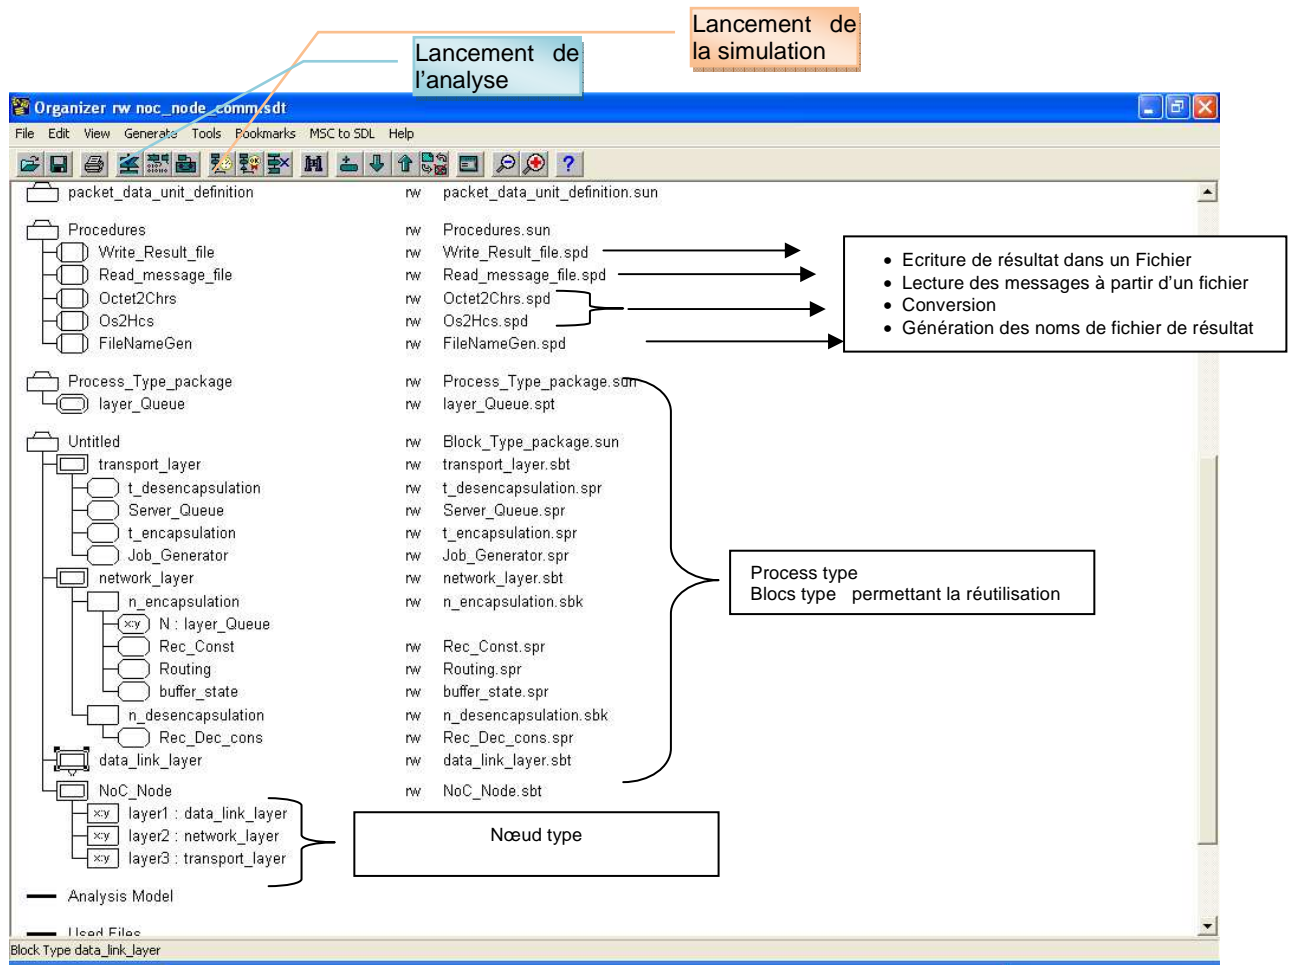 Lancement de
la simulation
Lancement de
l'analyse
Organizer rw noc_node_comm.sdt
File Edit View Generate Tools Bookmarks MSC to SDL Help
packet_data_unit_definition rw packet_data_unit_definition.sun
Procedures rw Procedures.sun
Write_Result_file rw Write_Result_file.spd
Read_message_file rw Read_message_file.spd
Octet2Chrs rw Octet2Chrs.spd
Os2Hcs rw Os2Hcs.spd
FileNameGen rw FileNameGen.spd
• Ecriture de résultat dans un Fichier
• Lecture des messages à partir d'un fichier
• Conversion
• Génération des noms de fichier de résultat
Process_Type_package rw Process_Type_package.sun
layer_Queue rw layer_Queue.spt
Untitled rw Block_Type_package.sun
transport_layer rw transport_layer.sbt
t_desencapsulation rw t_desencapsulation.spr
Server_Queue rw Server_Queue.spr
t_encapsulation rw t_encapsulation.spr
Job_Generator rw Job_Generator.spr
network_layer rw network_layer.sbt
n_encapsulation rw n_encapsulation.sbk
x:y N : layer_Queue
Rec_Const rw Rec_Const.spr
Routing rw Routing.spr
buffer_state rw buffer_state.spr
n_desencapsulation rw n_desencapsulation.sbk
Rec_Dec_cons rw Rec_Dec_cons.spr
data_link_layer rw data_link_layer.sbt
NoC_Node rw NoC_Node.sbt
x:y layer1 : data_link_layer
x:y layer2 : network_layer
x:y layer3 : transport_layer
Process type
Blocs type permettant la réutilisation
Nœud type
Analysis Model
Used Files
Block Type data_link_layer